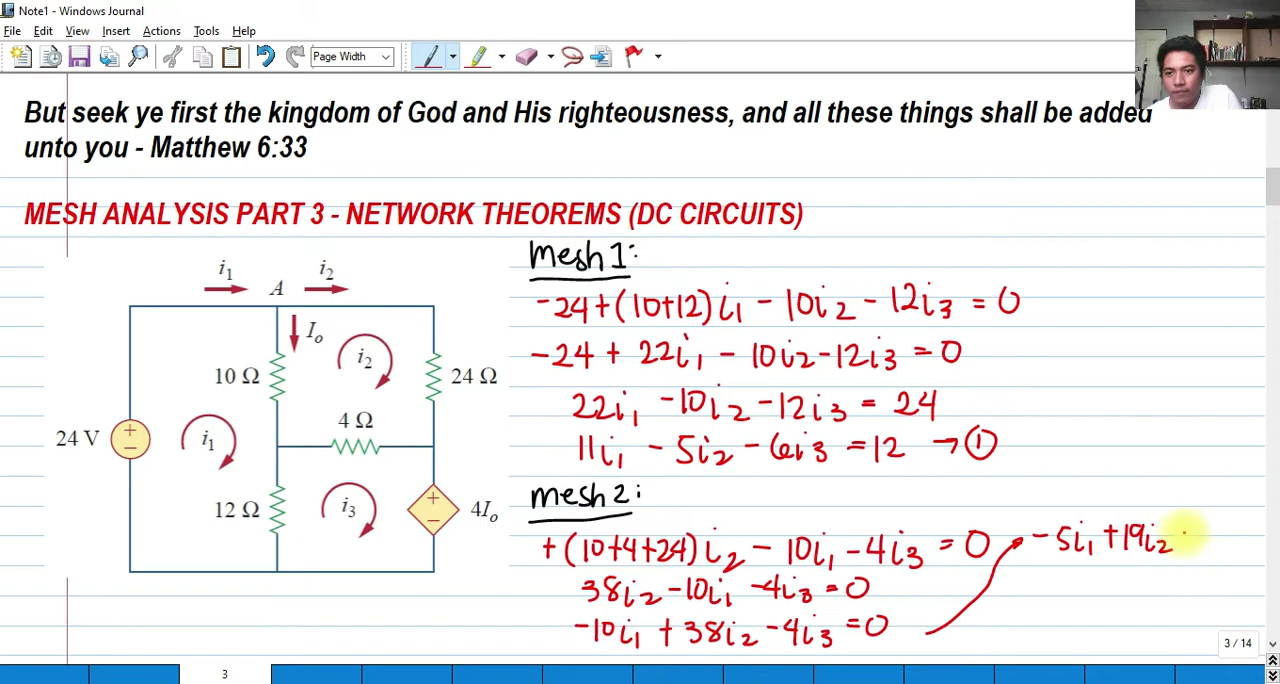 Note1 - Windows Journal
File Edit View Insert Actions Tools Help
Page Width
But seek ye first the kingdom of God and His righteousness, and all these things shall be added
unto you - Matthew 6:33
MESH ANALYSIS PART 3 - NETWORK THEOREMS (DC CIRCUITS)
mesh 1:
-24+(10+12)i₁ - 10i₂ - 12i₃ = 0
-24 + 22i₁ - 10i₂ - 12i₃ = 0
22i₁ - 10i₂ - 12i₃ = 24
11i₁ - 5i₂ - 6i₃ = 12 → ①
mesh 2:
+(10+4+24)i₂ - 10i₁ - 4i₃ = 0
-5i₁ + 19i₂
38i₂ - 10i₁ - 4i₃ = 0
-10i₁ + 38i₂ - 4i₃ = 0
i₁ i₂
A
Iₒ
i₂
10 Ω 24 Ω
4 Ω
24 V + − i₁
12 Ω i₃ + − 4Iₒ
3 / 14
3